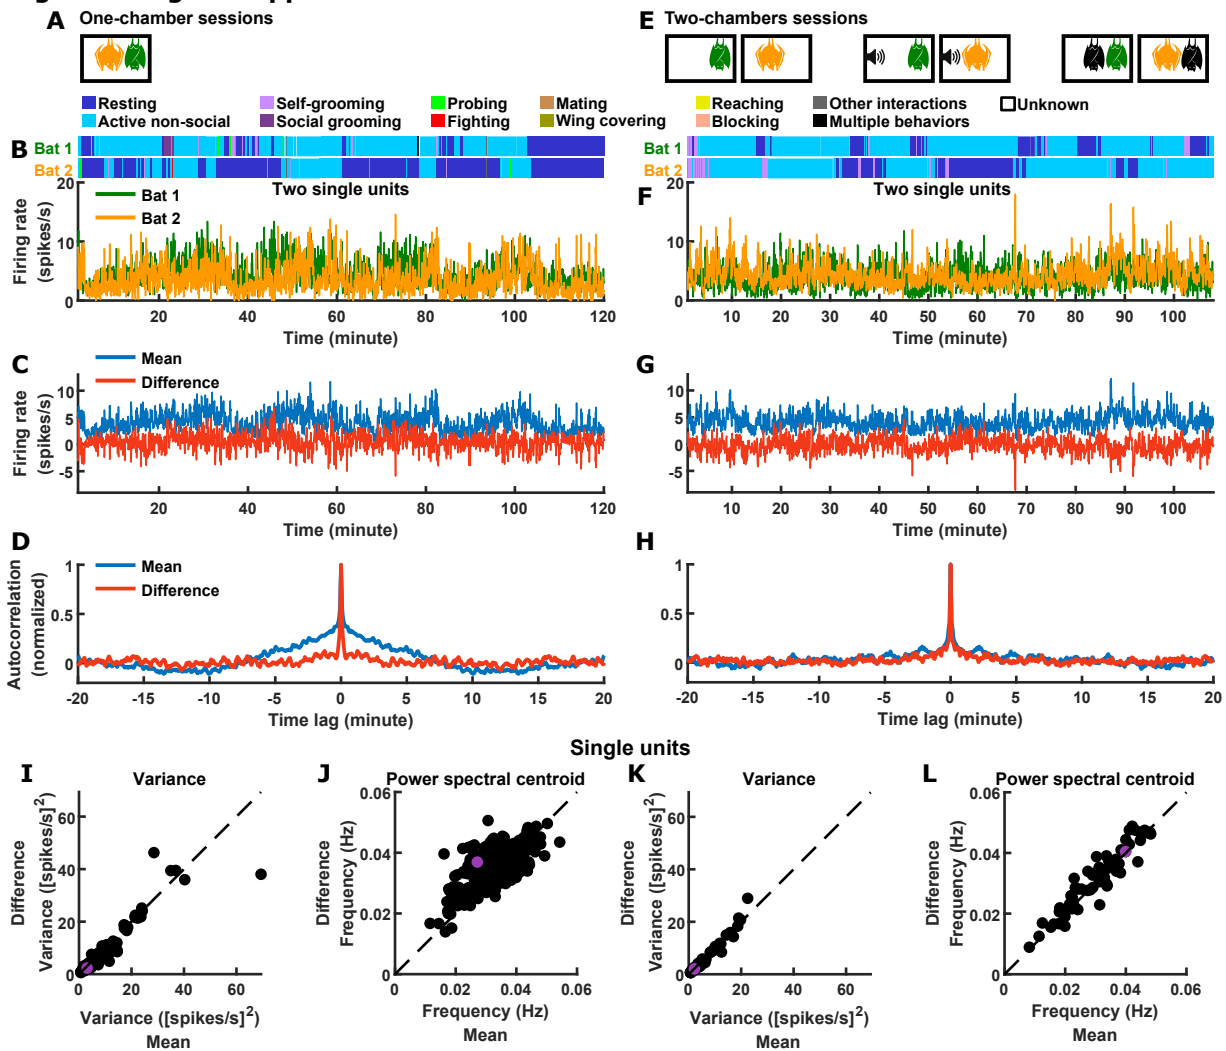 A One-chamber sessions
E Two-chambers sessions
Resting
Self-grooming
Probing
Mating
Reaching
Other interactions
Unknown
Active non-social
Social grooming
Fighting
Wing covering
Blocking
Multiple behaviors
B Bat 1
Bat 2
Bat 1
Bat 2
Two single units
F Two single units
Bat 1
Bat 2
Firing rate
(spikes/s)
20
10
0
20 40 60 80 100 120
Time (minute)
20
10
0
10 20 30 40 50 60 70 80 90 100
Time (minute)
C Mean
Difference
Firing rate
(spikes/s)
10
5
0
-5
20 40 60 80 100 120
Time (minute)
G
10
5
0
-5
10 20 30 40 50 60 70 80 90 100
Time (minute)
D
Mean
Difference
Autocorrelation
(normalized)
1
0.5
0
-20 -15 -10 -5 0 5 10 15 20
Time lag (minute)
H
1
0.5
0
-20 -15 -10 -5 0 5 10 15 20
Time lag (minute)
Single units
I Variance
Difference
Variance ([spikes/s]2)
60
40
20
0
0 20 40 60
Variance ([spikes/s]2)
Mean
J Power spectral centroid
Difference
Frequency (Hz)
0.06
0.04
0.02
0
0 0.02 0.04 0.06
Frequency (Hz)
Mean
K Variance
Difference
Variance ([spikes/s]2)
60
40
20
0
0 20 40 60
Variance ([spikes/s]2)
Mean
L Power spectral centroid
Difference
Frequency (Hz)
0.06
0.04
0.02
0
0 0.02 0.04 0.06
Frequency (Hz)
Mean